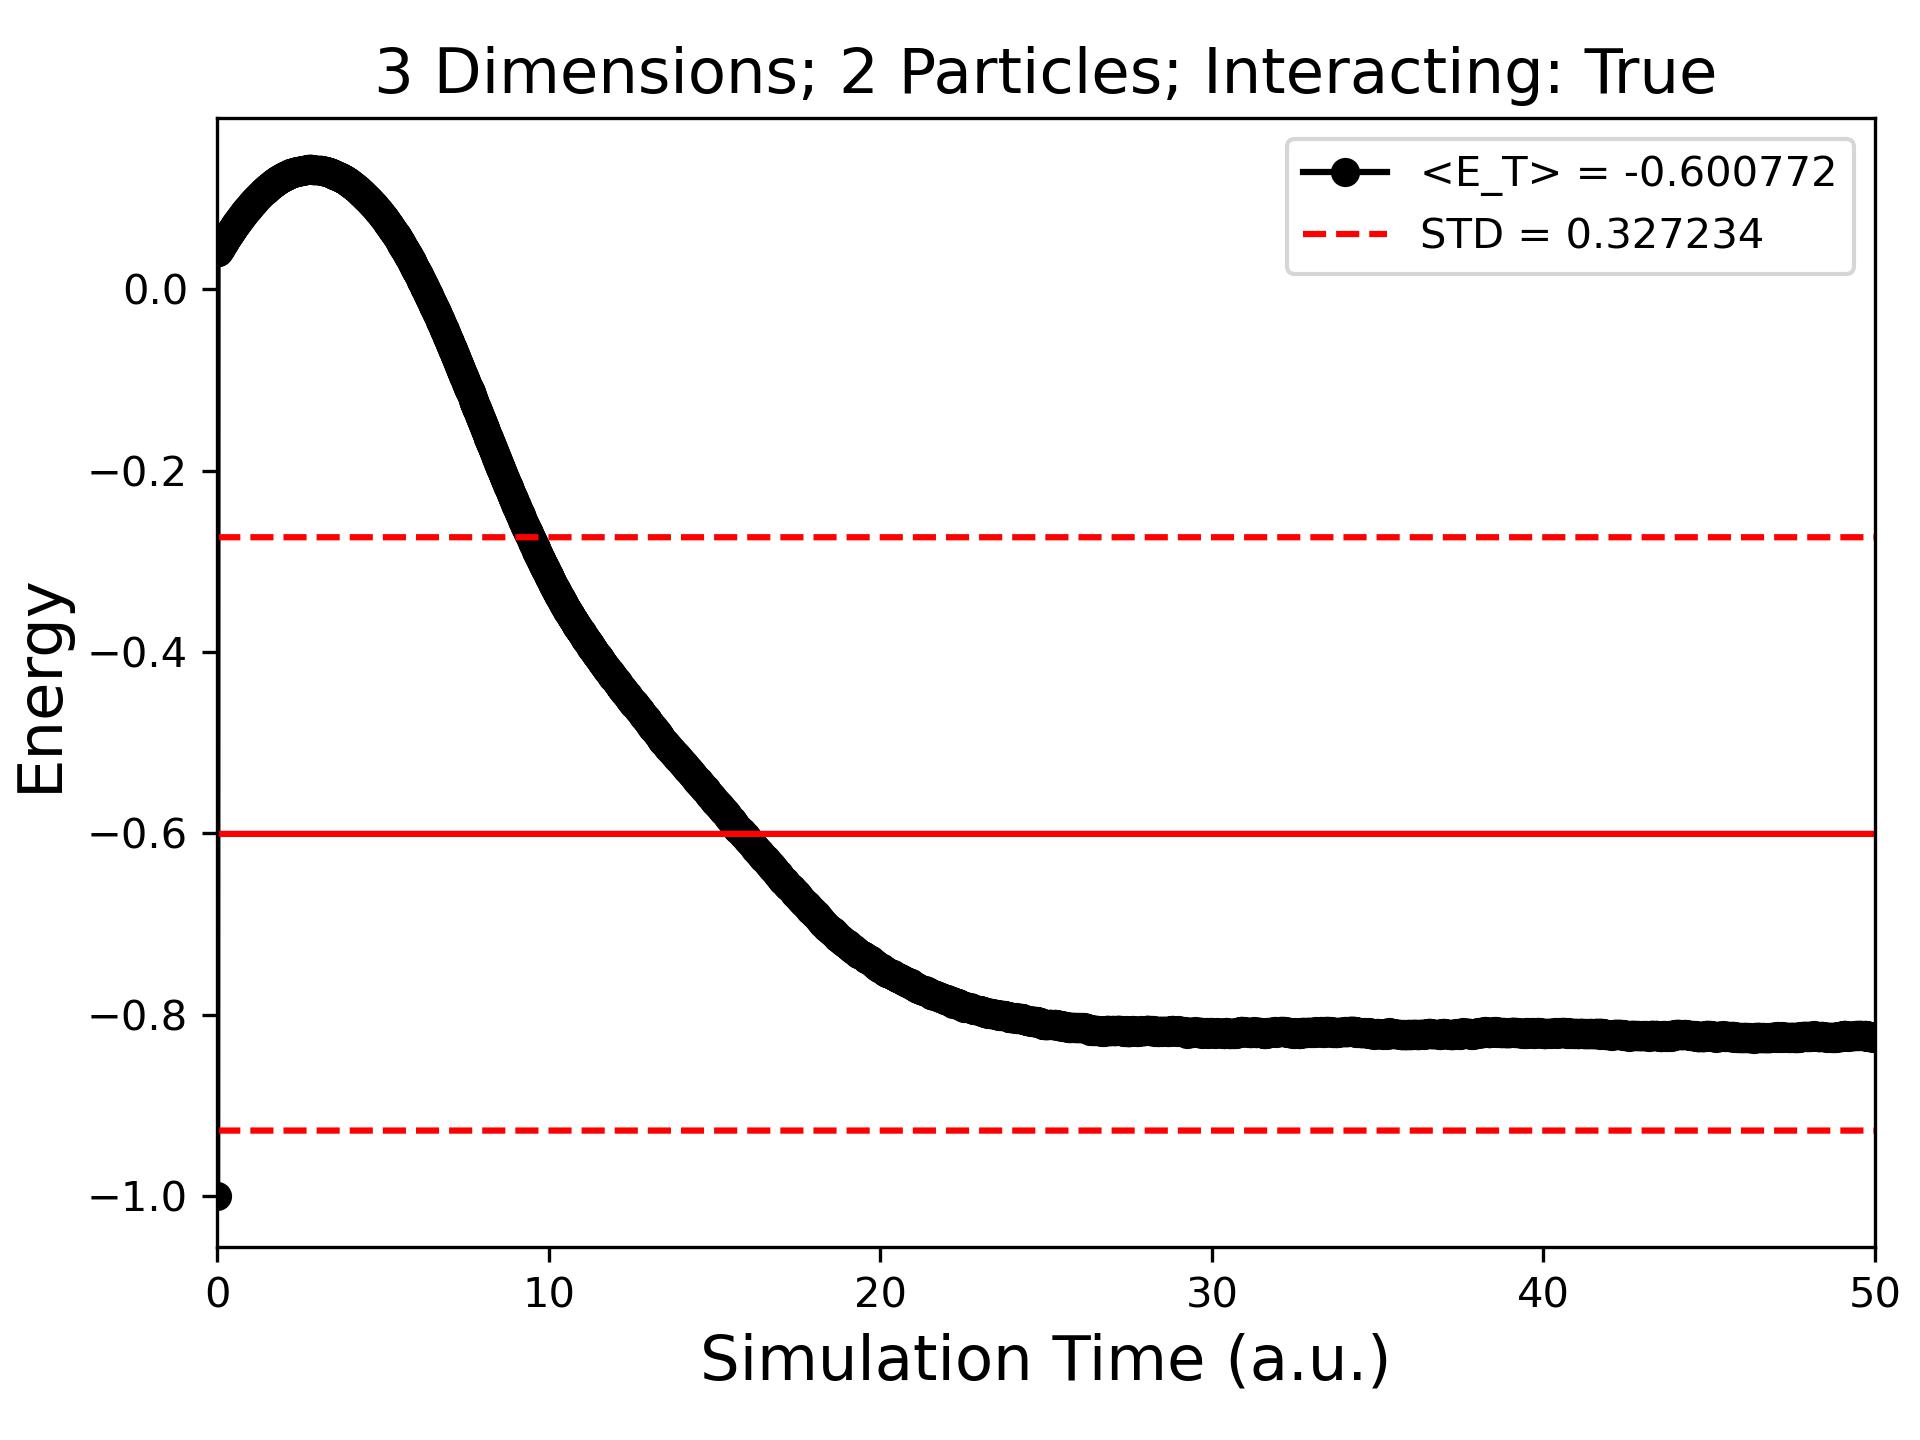 3 Dimensions; 2 Particles; Interacting: True
<E_T> = -0.600772
STD = 0.327234
Energy
0.0
−0.2
−0.4
−0.6
−0.8
−1.0
0 10 20 30 40 50
Simulation Time (a.u.)